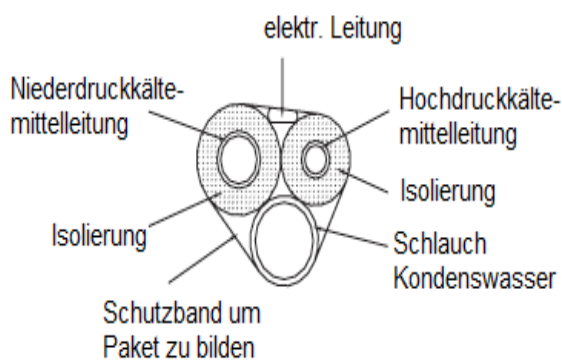 elektr. Leitung
Niederdruckkälte-
mittelleitung
Hochdruckkälte-
mittelleitung
Isolierung
Isolierung
Schlauch
Kondenswasser
Schutzband um
Paket zu bilden